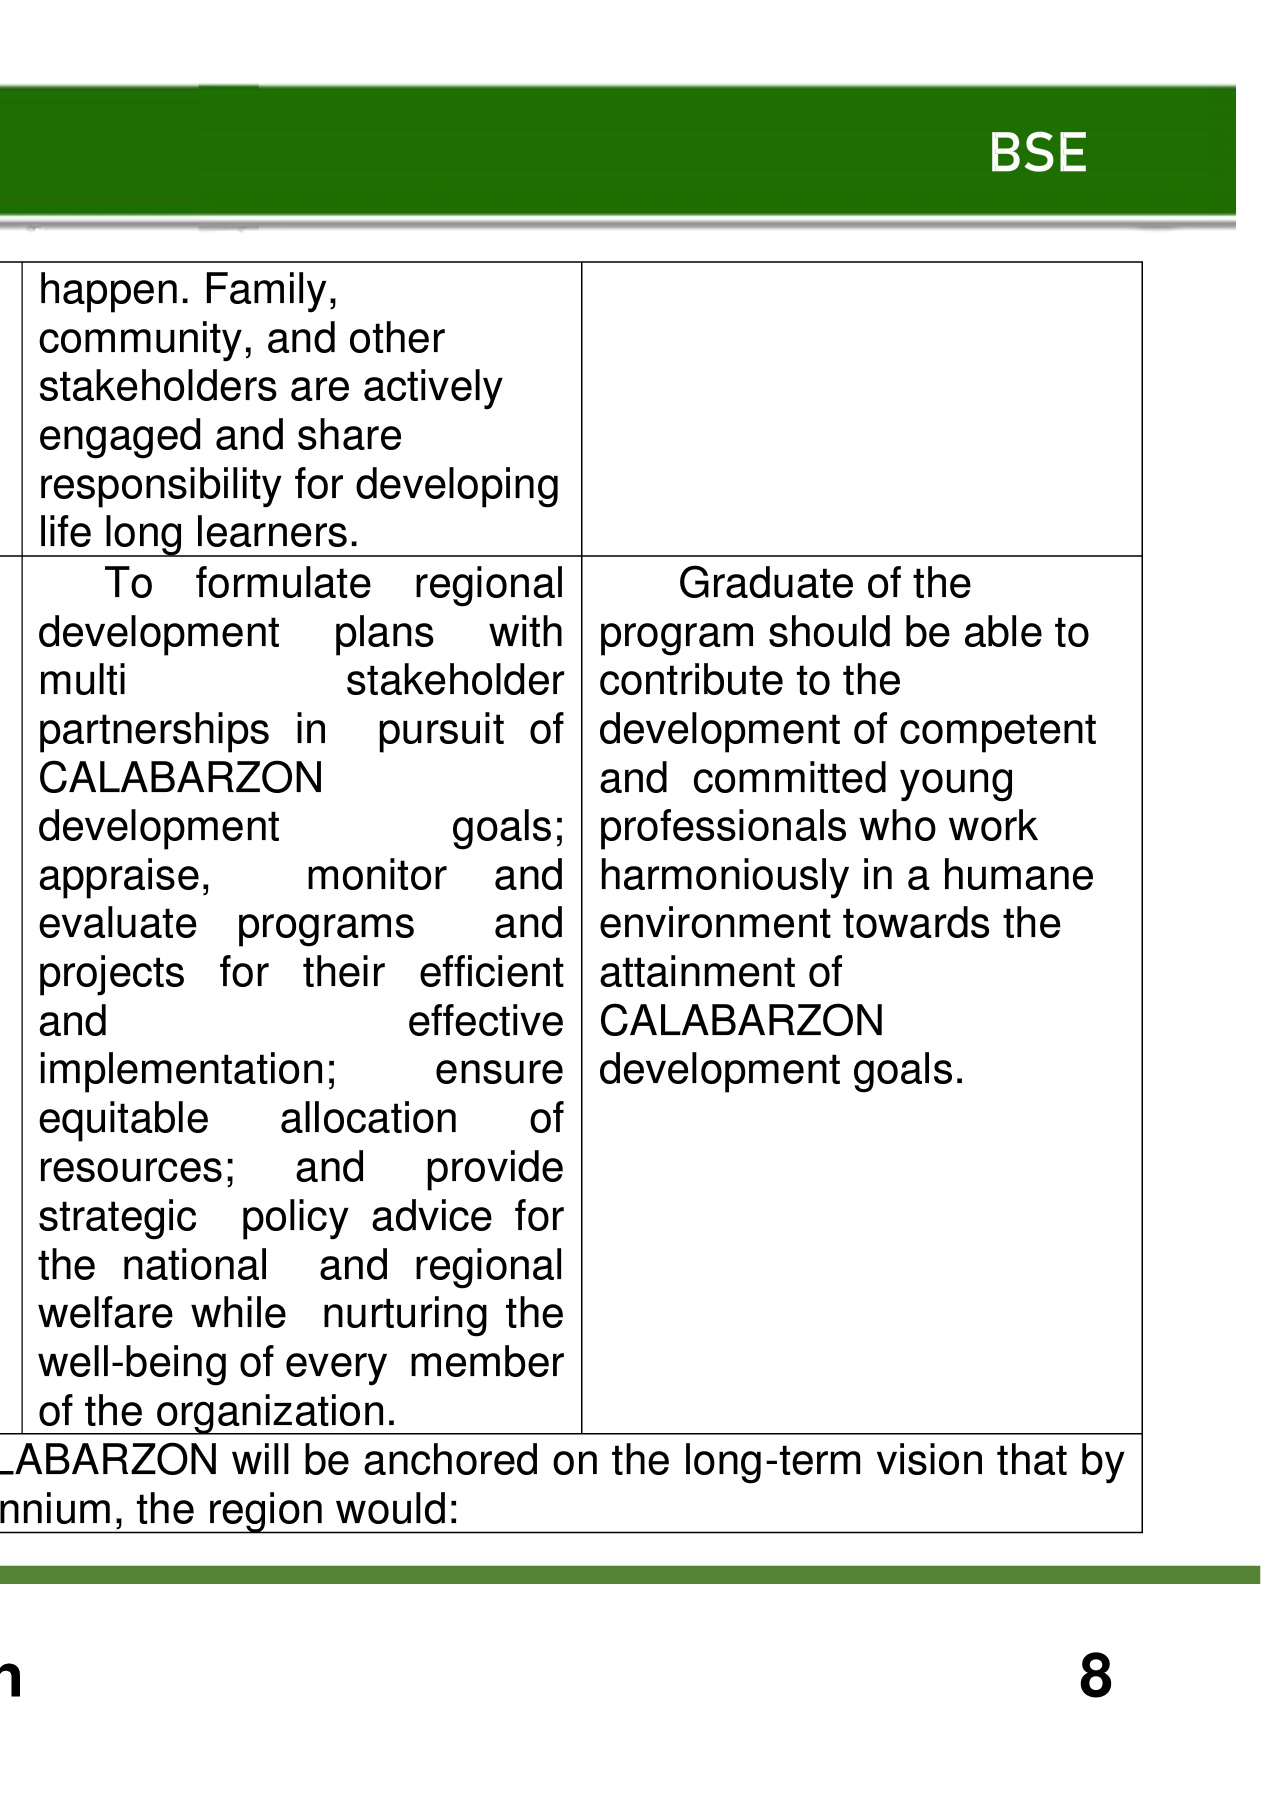 BSE
happen. Family,
community, and other
stakeholders are actively
engaged and share
responsibility for developing
life long learners.
To formulate regional
development plans with
multi stakeholder
partnerships in pursuit of
CALABARZON
development goals;
appraise, monitor and
evaluate programs and
projects for their efficient
and effective
implementation; ensure
equitable allocation of
resources; and provide
strategic policy advice for
the national and regional
welfare while nurturing the
well-being of every member
of the organization.
Graduate of the
program should be able to
contribute to the
development of competent
and committed young
professionals who work
harmoniously in a humane
environment towards the
attainment of
CALABARZON
development goals.
LABARZON will be anchored on the long-term vision that by
nnium, the region would:
n
8